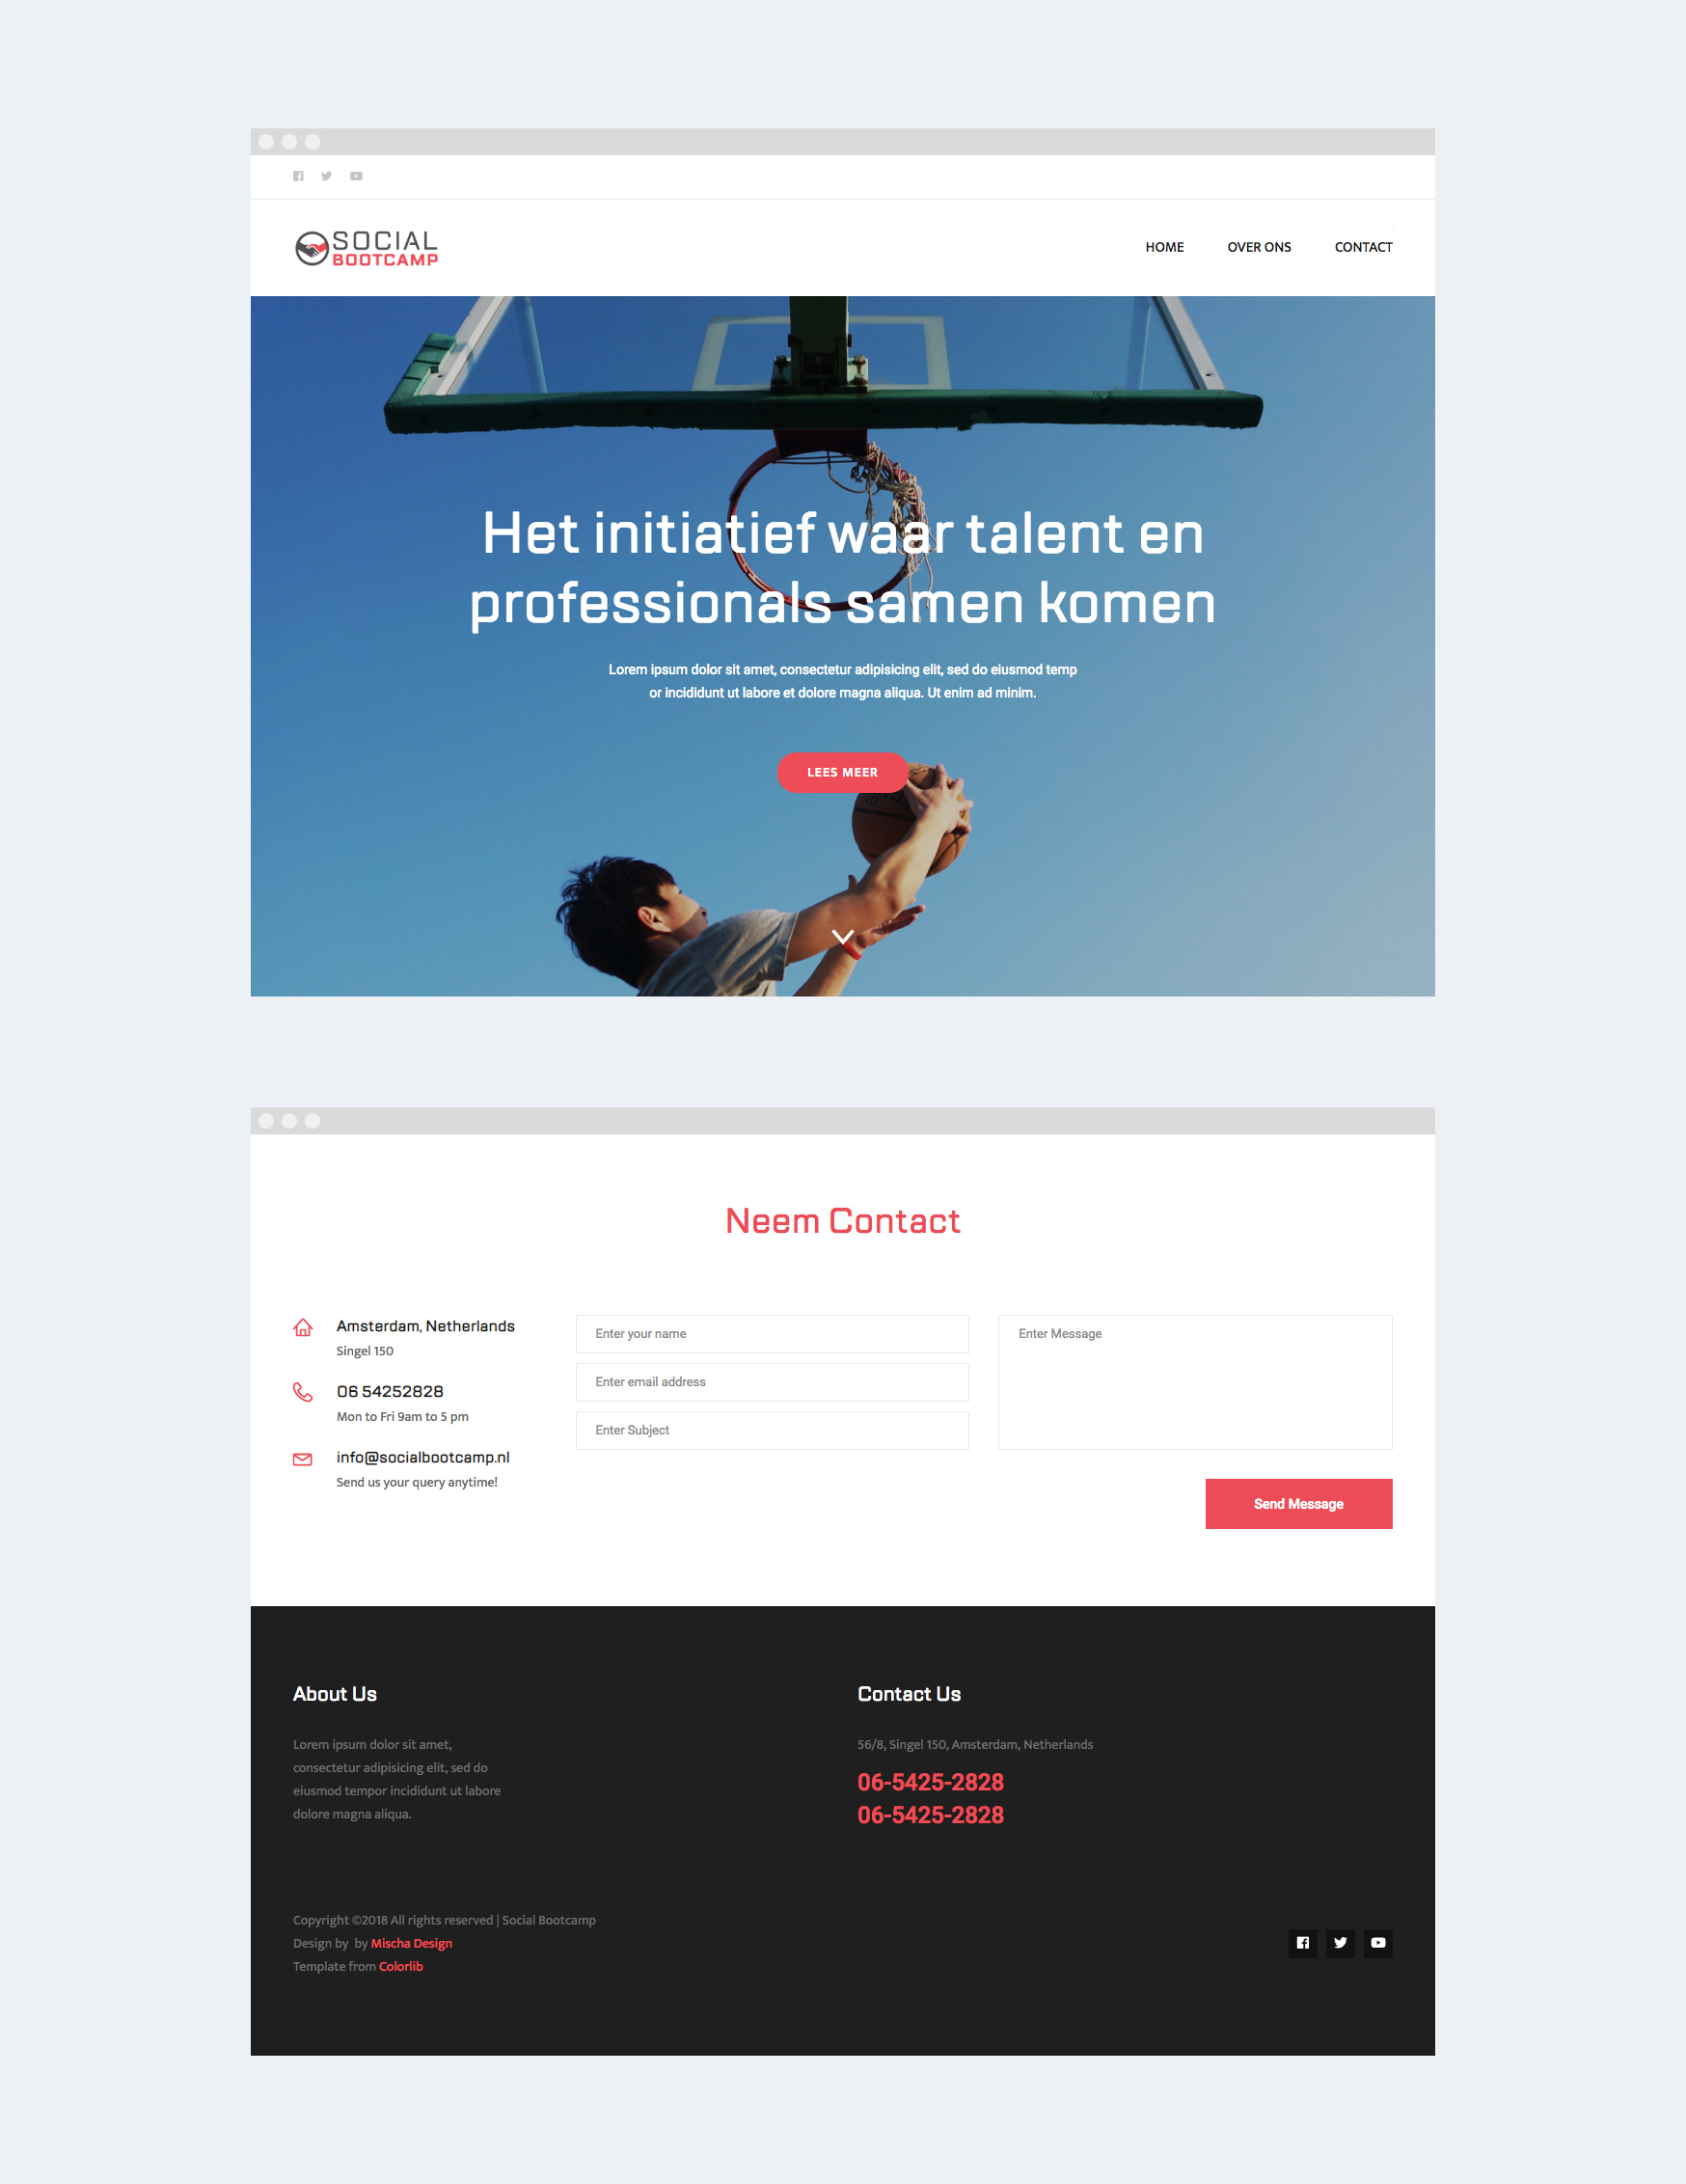 SOCIAL
BOOTCAMP
HOME OVER ONS CONTACT
Het initiatief waar talent en
professionals samen komen
Lorem ipsum dolor sit amet, consectetur adipisicing elit, sed do eiusmod temp
or incididunt ut labore et dolore magna aliqua. Ut enim ad minim.
LEES MEER
Neem Contact
Amsterdam, Netherlands
Singel 150
06 54252828
Mon to Fri 9am to 5 pm
info@socialbootcamp.nl
Send us your query anytime!
Enter your name
Enter email address
Enter Subject
Enter Message
Send Message
About Us
Lorem ipsum dolor sit amet,
consectetur adipisicing elit, sed do
eiusmod tempor incididunt ut labore
dolore magna aliqua.
Contact Us
56/8, Singel 150, Amsterdam, Netherlands
06-5425-2828
06-5425-2828
Copyright ©2018 All rights reserved | Social Bootcamp
Design by by Mischa Design
Template from Colorlib